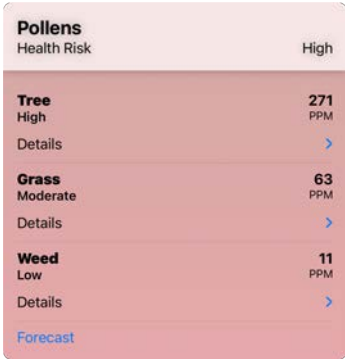 Pollens
Health Risk High
Tree 271
High PPM
Details
Grass 63
Moderate PPM
Details
Weed 11
Low PPM
Details
Forecast